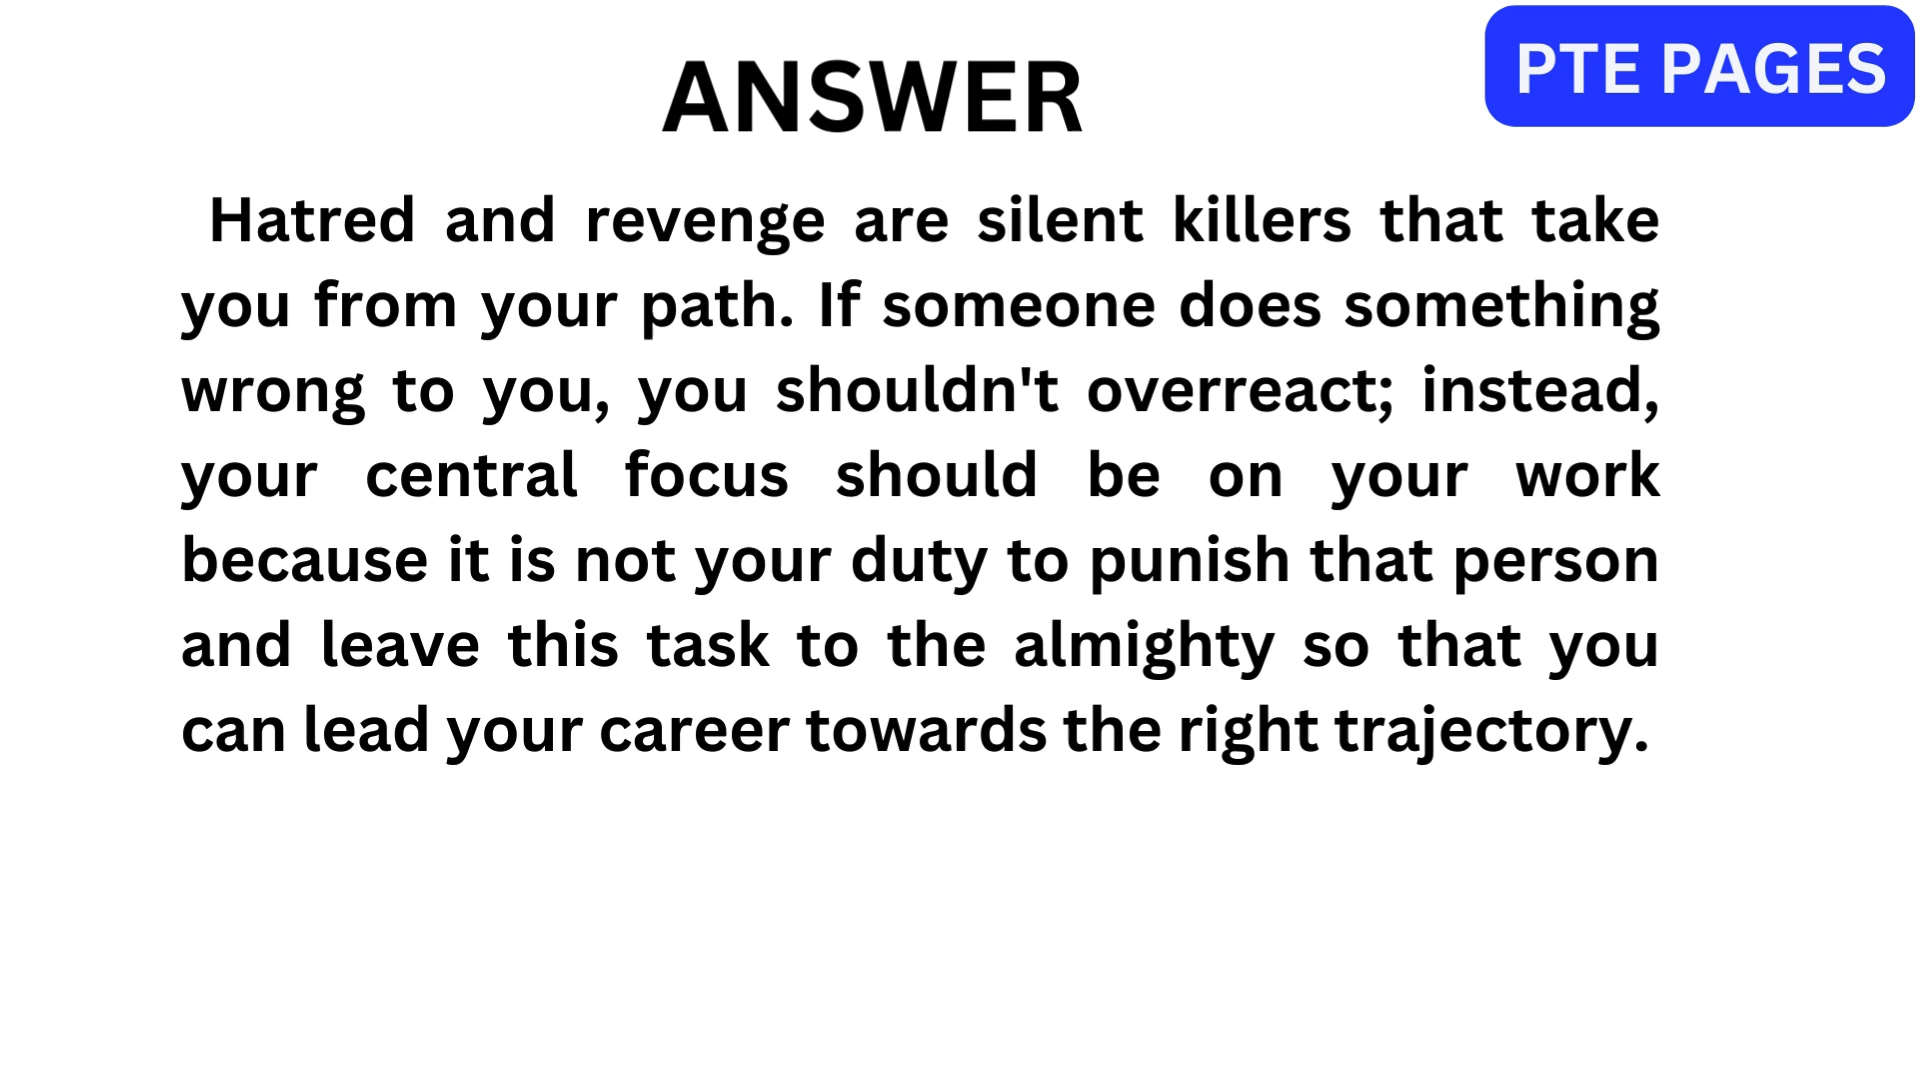 PTE PAGES
ANSWER
Hatred and revenge are silent killers that take
you from your path. If someone does something
wrong to you, you shouldn't overreact; instead,
your central focus should be on your work
because it is not your duty to punish that person
and leave this task to the almighty so that you
can lead your career towards the right trajectory.